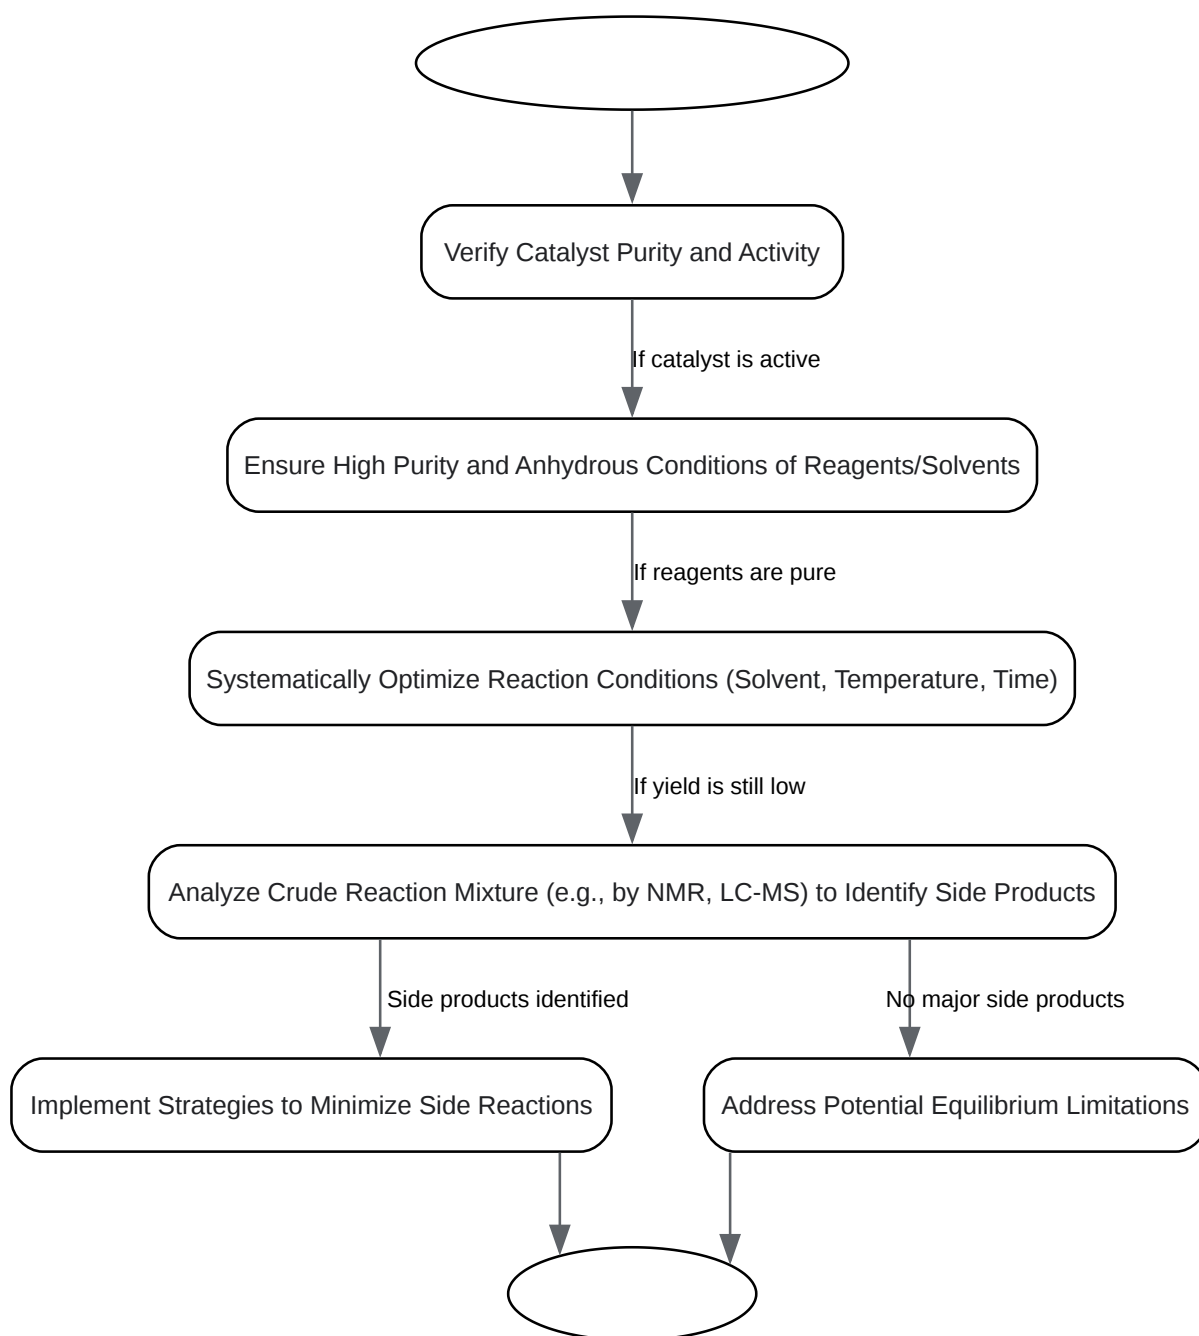 Verify Catalyst Purity and Activity
If catalyst is active
Ensure High Purity and Anhydrous Conditions of Reagents/Solvents
If reagents are pure
Systematically Optimize Reaction Conditions (Solvent, Temperature, Time)
If yield is still low
Analyze Crude Reaction Mixture (e.g., by NMR, LC-MS) to Identify Side Products
Side products identified
No major side products
Implement Strategies to Minimize Side Reactions
Address Potential Equilibrium Limitations